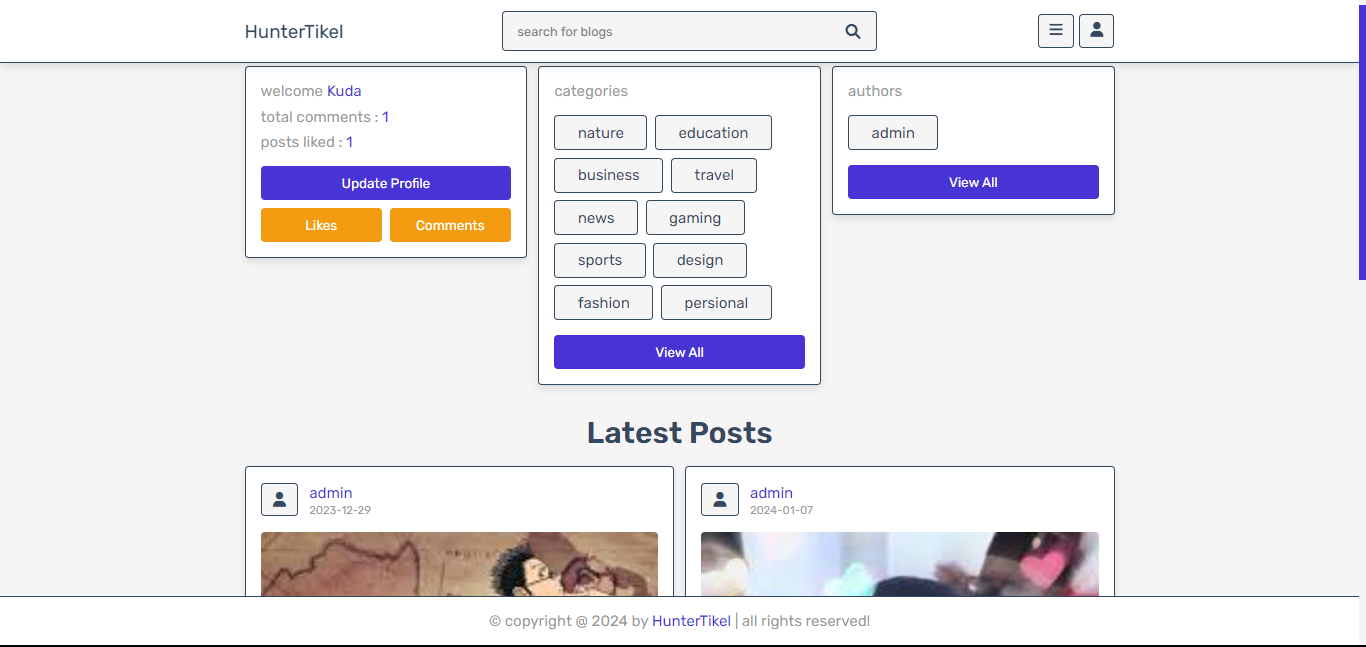 HunterTikel
search for blogs
welcome Kuda
total comments : 1
posts liked : 1
Update Profile
Likes Comments
categories
nature education
business travel
news gaming
sports design
fashion persional
View All
authors
admin
View All
Latest Posts
admin
2023-12-29
admin
2024-01-07
© copyright @ 2024 by HunterTikel | all rights reserved!